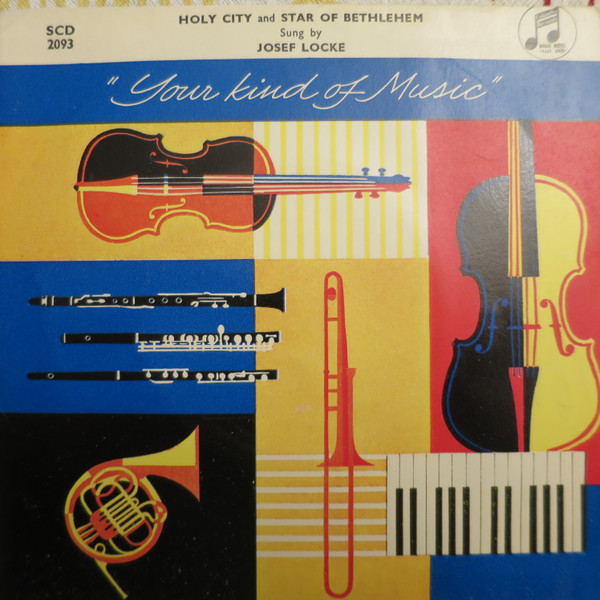 HOLY CITY and STAR OF BETHLEHEM
Sung by
JOSEF LOCKE
SCD
2093
"Your kind of Music"